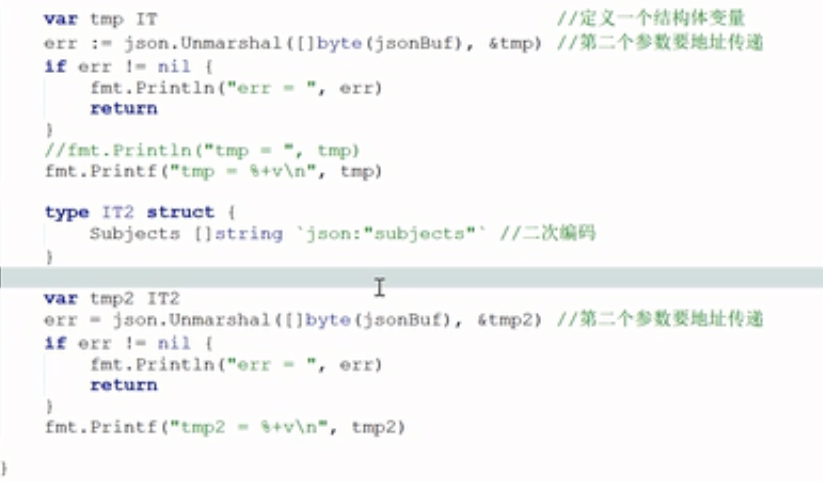 var tmp IT //定义一个结构体变量
err := json.Unmarshal([]byte(jsonBuf), &tmp) //第二个参数要地址传递
if err != nil {
fmt.Println("err = ", err)
return
}
//fmt.Println("tmp = ", tmp)
fmt.Printf("tmp = %+v\n", tmp)
type IT2 struct {
Subjects []string `json:"subjects"` //二次编码
}
var tmp2 IT2
err = json.Unmarshal([]byte(jsonBuf), &tmp2) //第二个参数要地址传递
if err != nil {
fmt.Println("err = ", err)
return
}
fmt.Printf("tmp2 = %+v\n", tmp2)
}